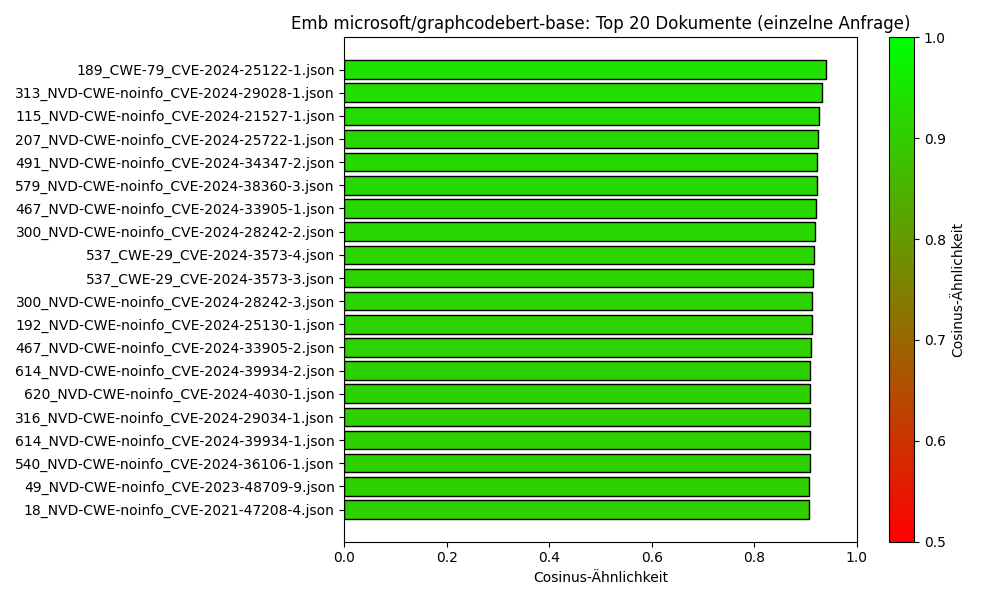 Emb microsoft/graphcodebert-base: Top 20 Dokumente (einzelne Anfrage)
189_CWE-79_CVE-2024-25122-1.json
313_NVD-CWE-noinfo_CVE-2024-29028-1.json
115_NVD-CWE-noinfo_CVE-2024-21527-1.json
207_NVD-CWE-noinfo_CVE-2024-25722-1.json
491_NVD-CWE-noinfo_CVE-2024-34347-2.json
579_NVD-CWE-noinfo_CVE-2024-38360-3.json
467_NVD-CWE-noinfo_CVE-2024-33905-1.json
300_NVD-CWE-noinfo_CVE-2024-28242-2.json
537_CWE-29_CVE-2024-3573-4.json
537_CWE-29_CVE-2024-3573-3.json
300_NVD-CWE-noinfo_CVE-2024-28242-3.json
192_NVD-CWE-noinfo_CVE-2024-25130-1.json
467_NVD-CWE-noinfo_CVE-2024-33905-2.json
614_NVD-CWE-noinfo_CVE-2024-39934-2.json
620_NVD-CWE-noinfo_CVE-2024-4030-1.json
316_NVD-CWE-noinfo_CVE-2024-29034-1.json
614_NVD-CWE-noinfo_CVE-2024-39934-1.json
540_NVD-CWE-noinfo_CVE-2024-36106-1.json
49_NVD-CWE-noinfo_CVE-2023-48709-9.json
18_NVD-CWE-noinfo_CVE-2021-47208-4.json
0.0 0.2 0.4 0.6 0.8 1.0
Cosinus-Ähnlichkeit
1.0
0.9
0.8
0.7
0.6
0.5
Cosinus-Ähnlichkeit